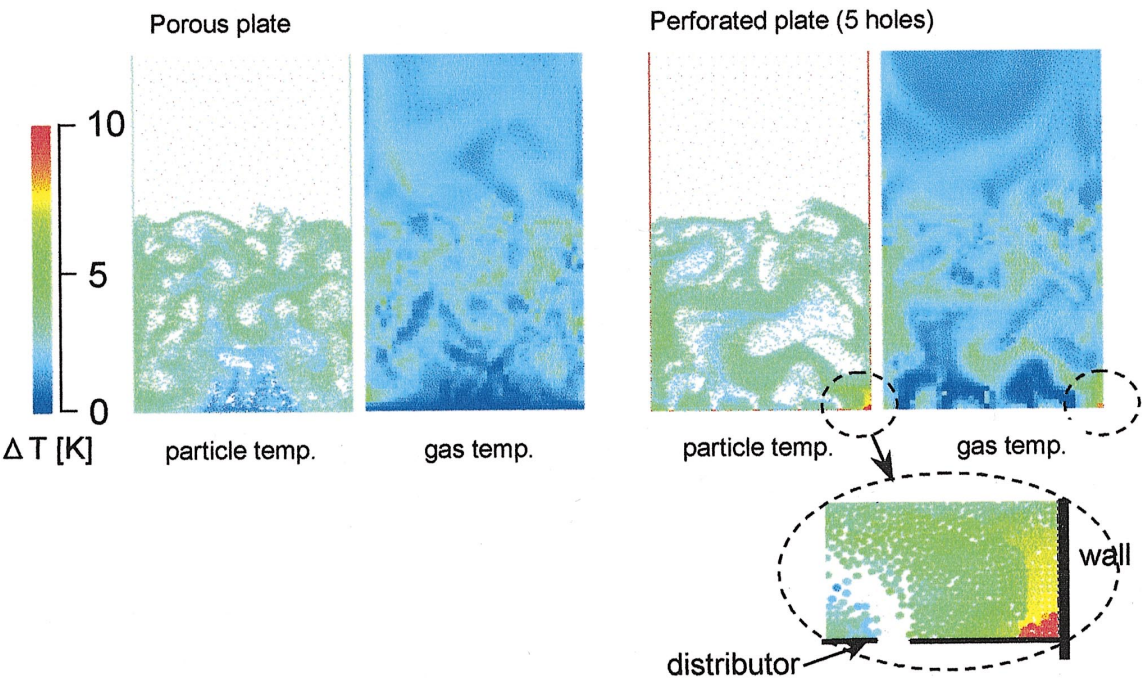 Porous plate
Perforated plate (5 holes)
10
5
0
Δ T [K]
particle temp.
gas temp.
particle temp.
gas temp.
wall
distributor